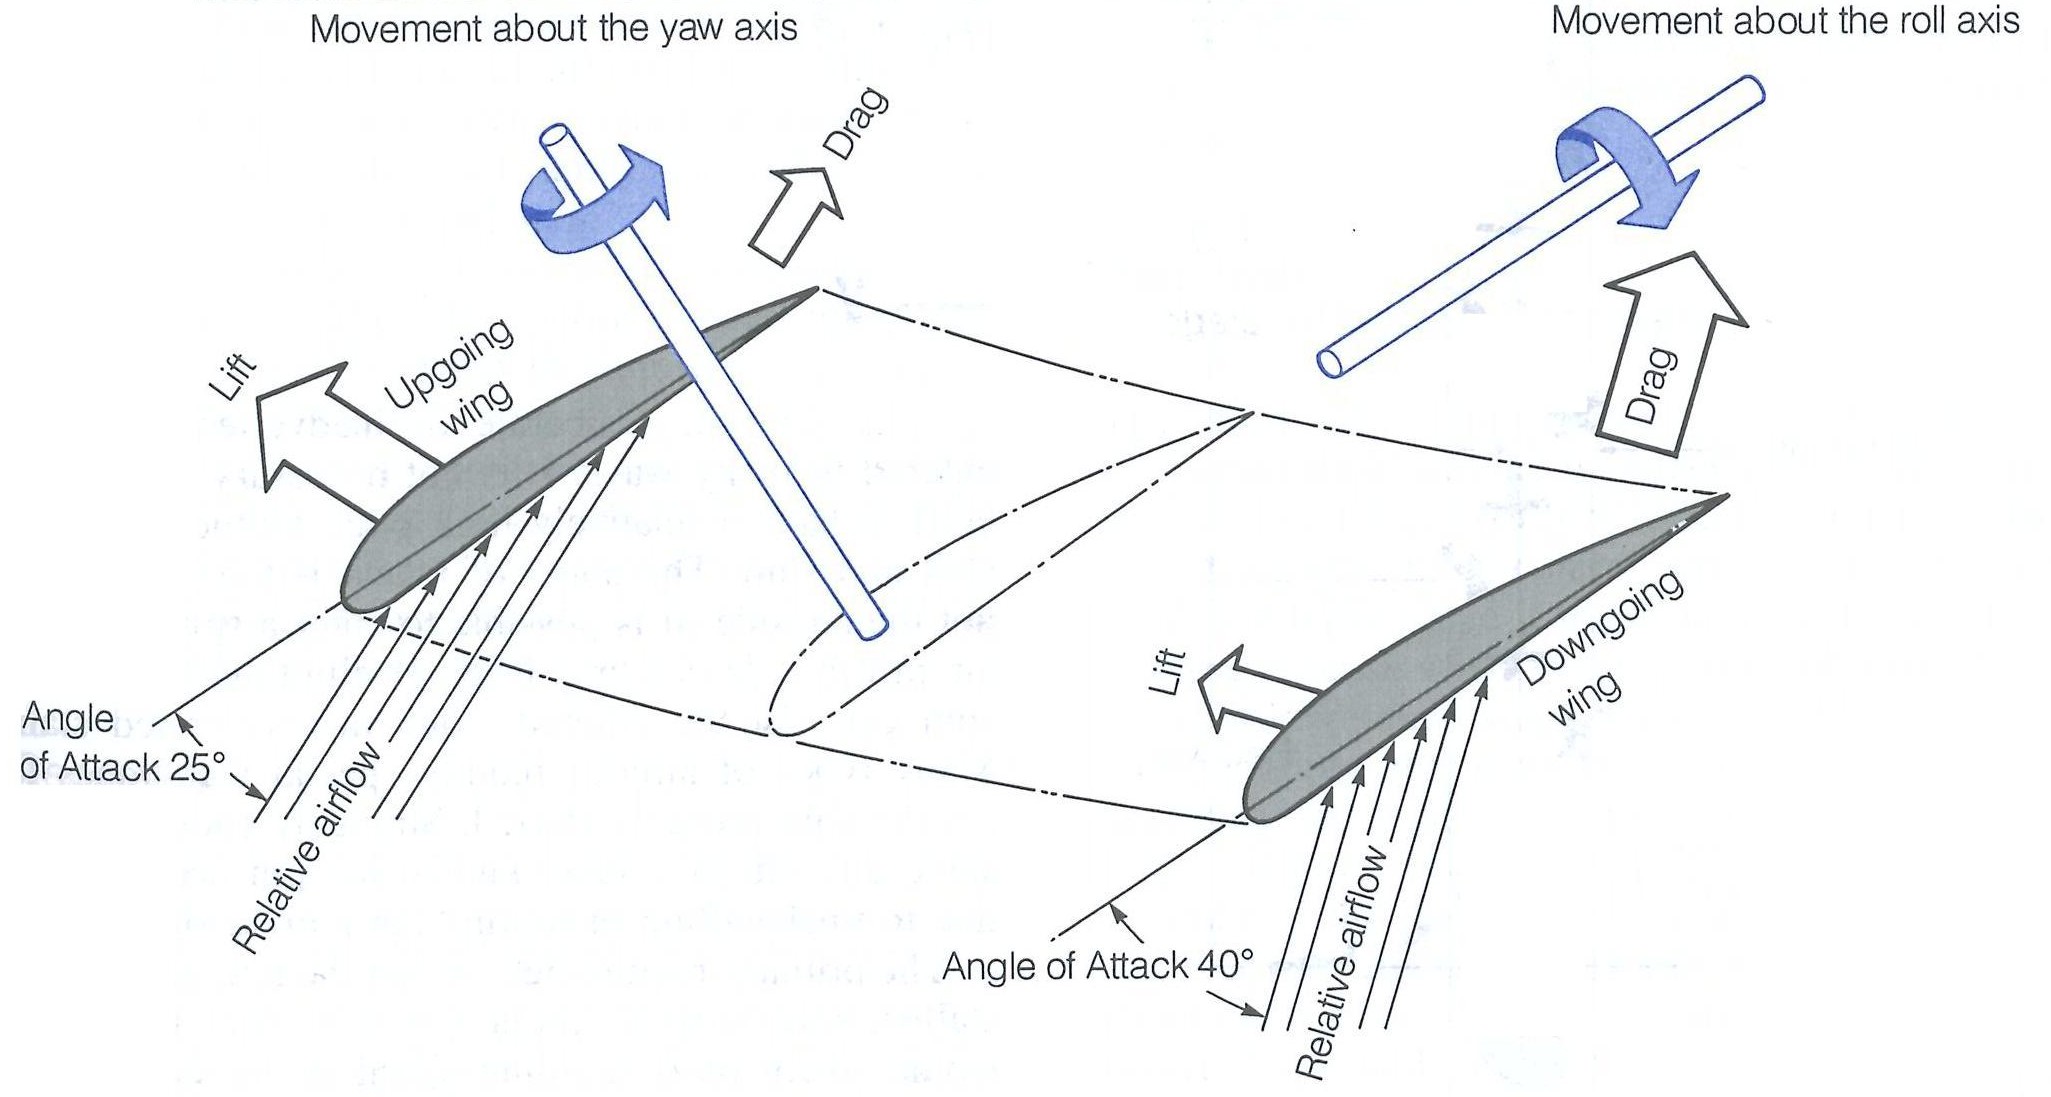 Movement about the yaw axis
Movement about the roll axis
Drag
Lift
Upgoing
wing
Drag
Lift
Downgoing
wing
Angle
of Attack 25°
Relative airflow
Angle of Attack 40°
Relative airflow